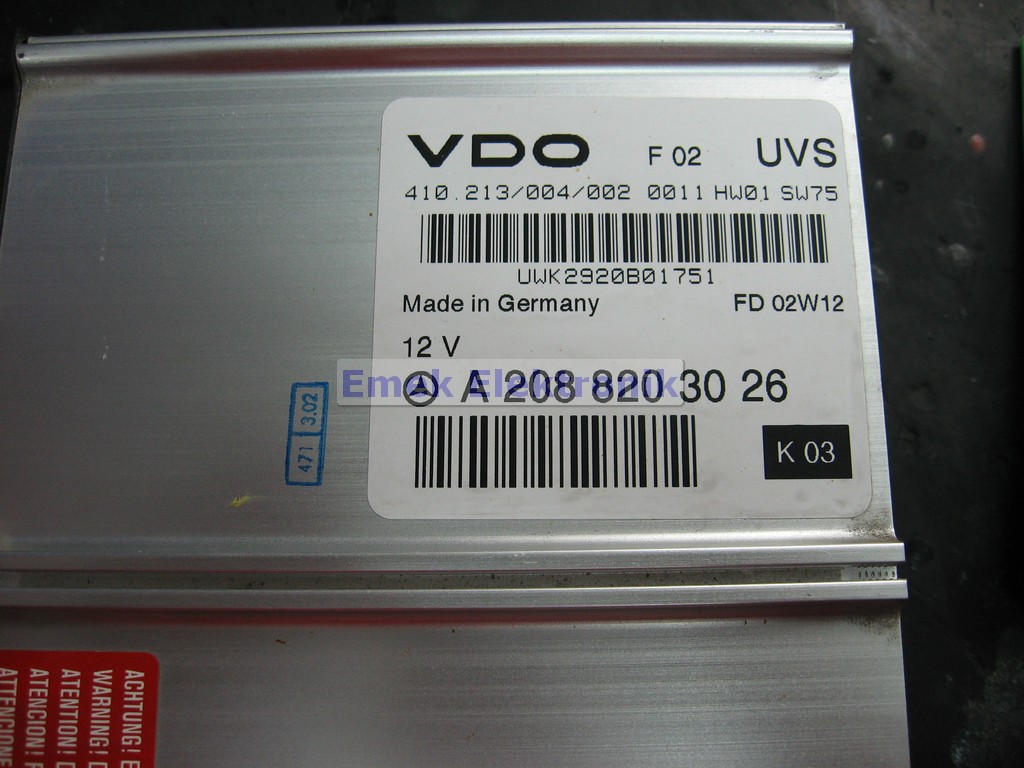 VDO F 02 UVS
410.213/004/002 0011 HW01 SW75
UWK2920B01751
Made in Germany FD 02W12
12 V
Emek Elektronik
A 208 820 30 26
K 03
471 3.02
ACHTUNG!
WARNING!
ATENTION!
ATENCION!